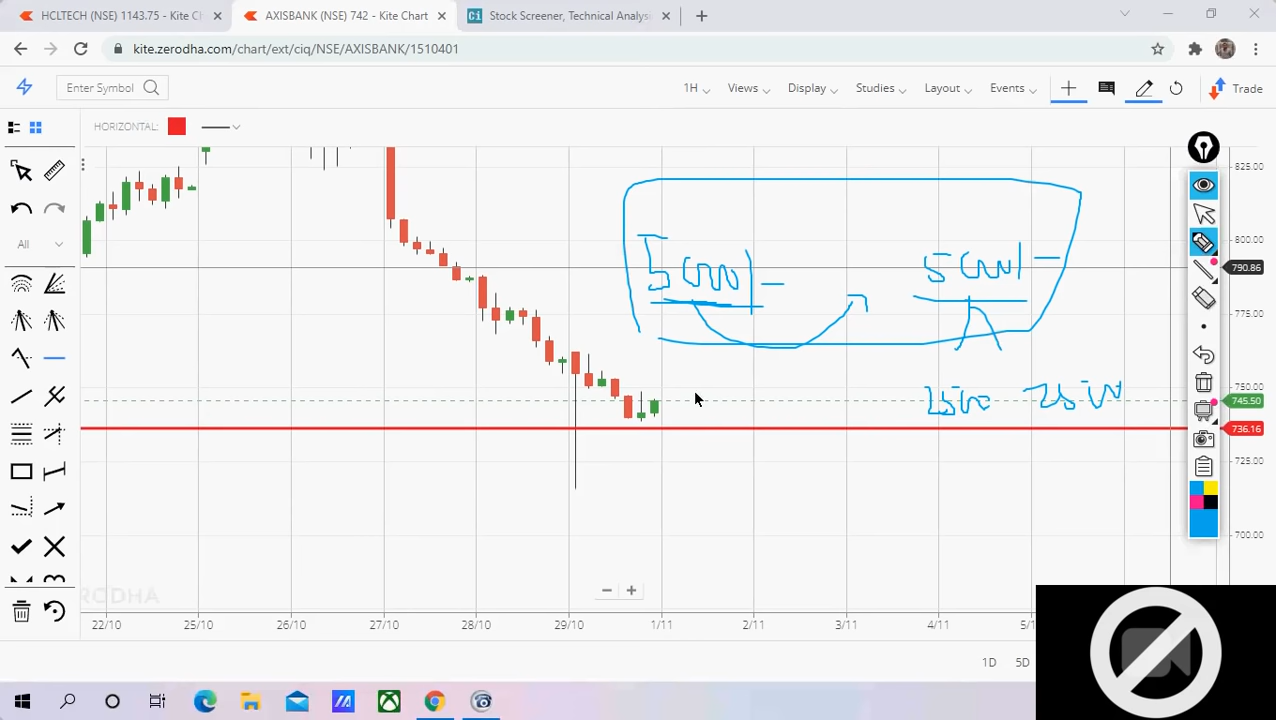 HCLTECH (NSE) 1143.75 - Kite Ch
AXISBANK (NSE) 742 - Kite Chart
Ci Stock Screener, Technical Analysi
kite.zerodha.com/chart/ext/ciq/NSE/AXISBANK/1510401
Enter Symbol
1H Views Display Studies Layout Events Trade
HORIZONTAL:
825.00
800.00
790.86
All
775.00
750.00
745.50
736.16
725.00
700.00
22/10 25/10 26/10 27/10 28/10 29/10 1/11 2/11 3/11 4/11
1D 5D